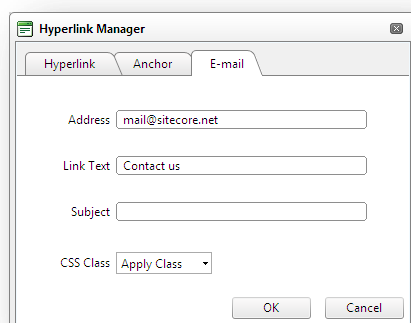 Hyperlink Manager
Hyperlink Anchor E-mail
Address mail@sitecore.net
Link Text Contact us
Subject
CSS Class Apply Class
OK Cancel